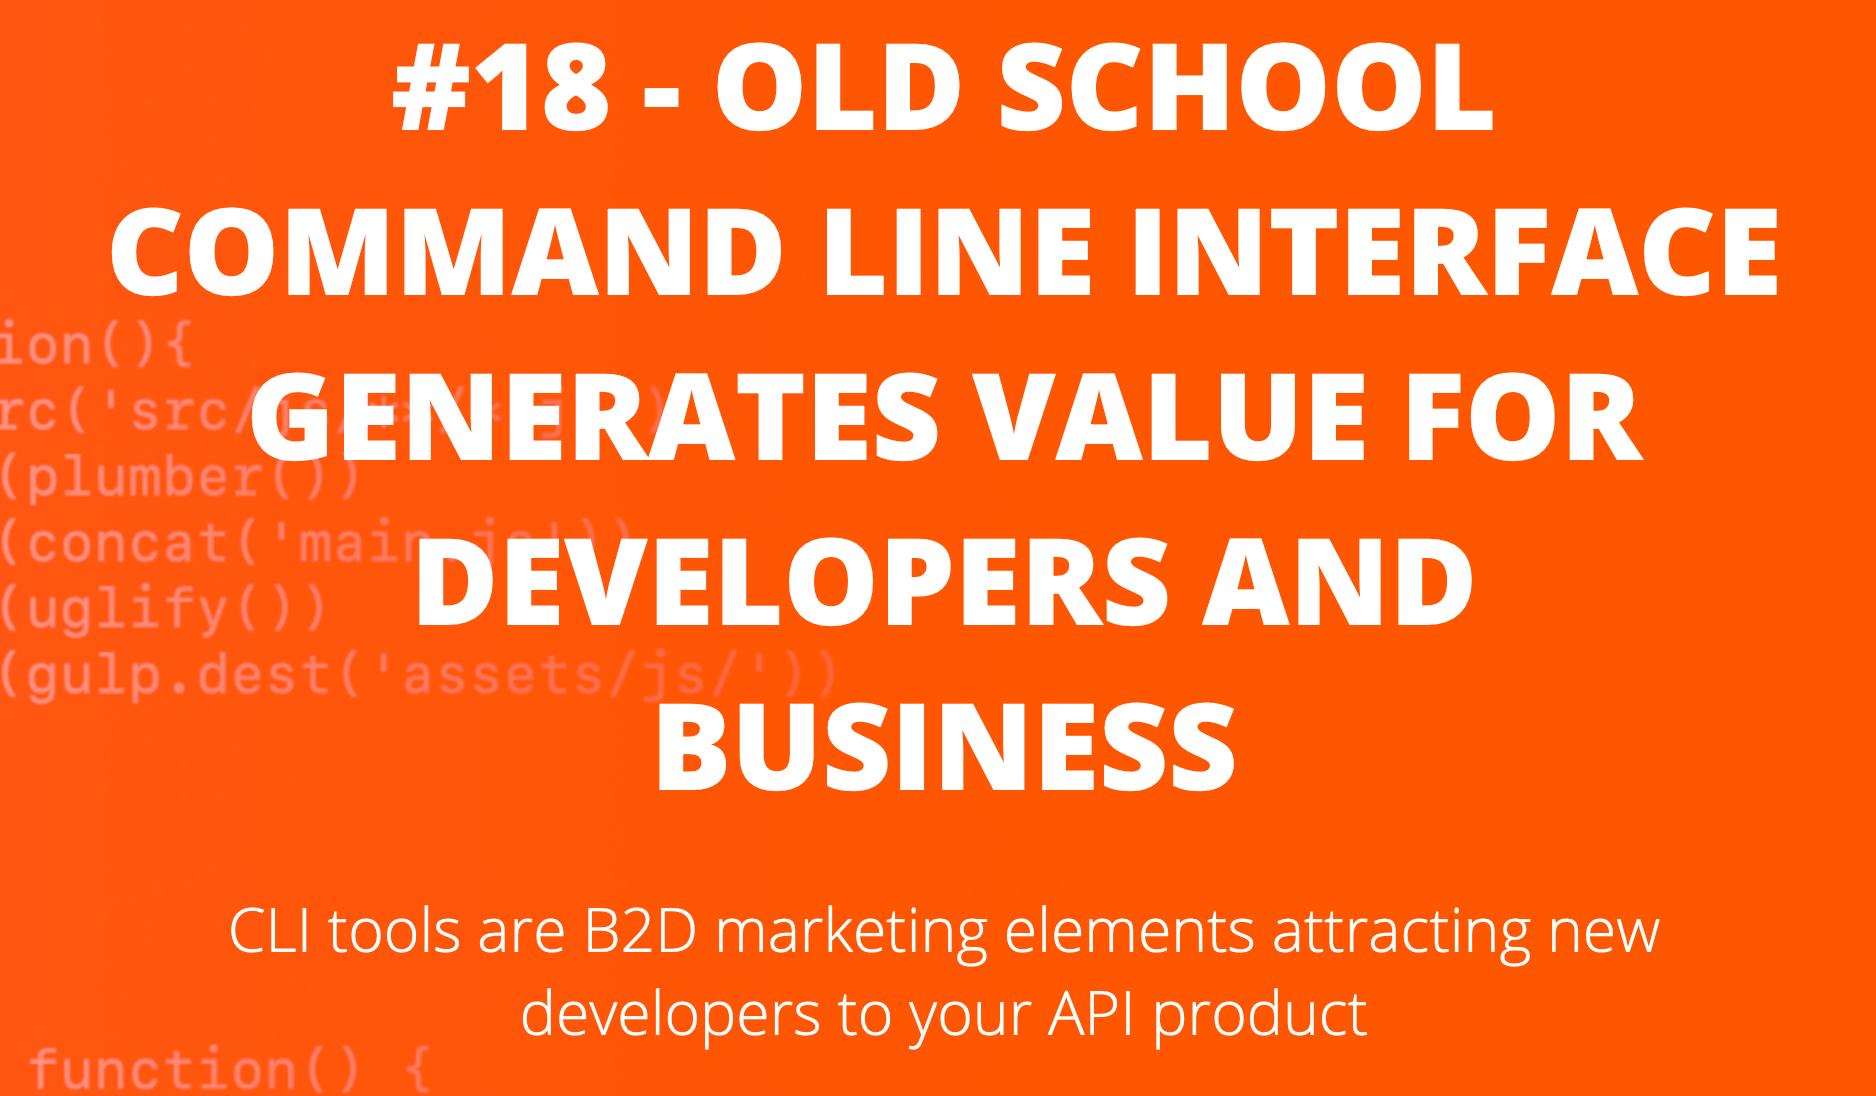 #18 - OLD SCHOOL
COMMAND LINE INTERFACE
ion(){
rc('src/
GENERATES VALUE FOR
(plumber())
(concat('main.js'))
DEVELOPERS AND
(uglify())
(gulp.dest('assets/js/'))
BUSINESS
CLI tools are B2D marketing elements attracting new
developers to your API product
function() {